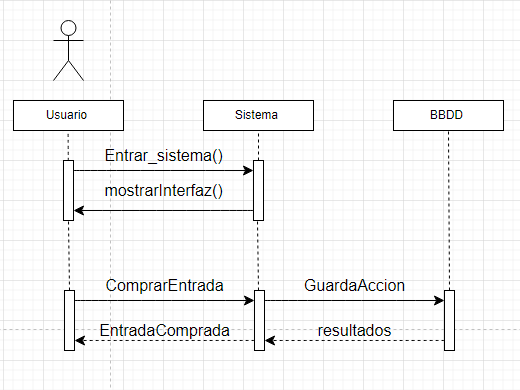 Usuario
Sistema
BBDD
Entrar_sistema()
mostrarInterfaz()
ComprarEntrada
GuardaAccion
EntradaComprada
resultados